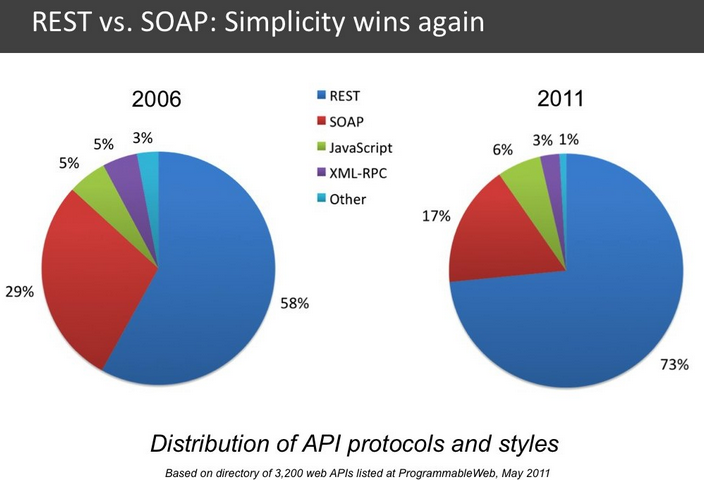 REST vs. SOAP: Simplicity wins again
2006
2011
REST
SOAP
JavaScript
XML-RPC
Other
3%
5%
5%
29%
58%
1%
3%
6%
17%
73%
Distribution of API protocols and styles
Based on directory of 3,200 web APIs listed at ProgrammableWeb, May 2011